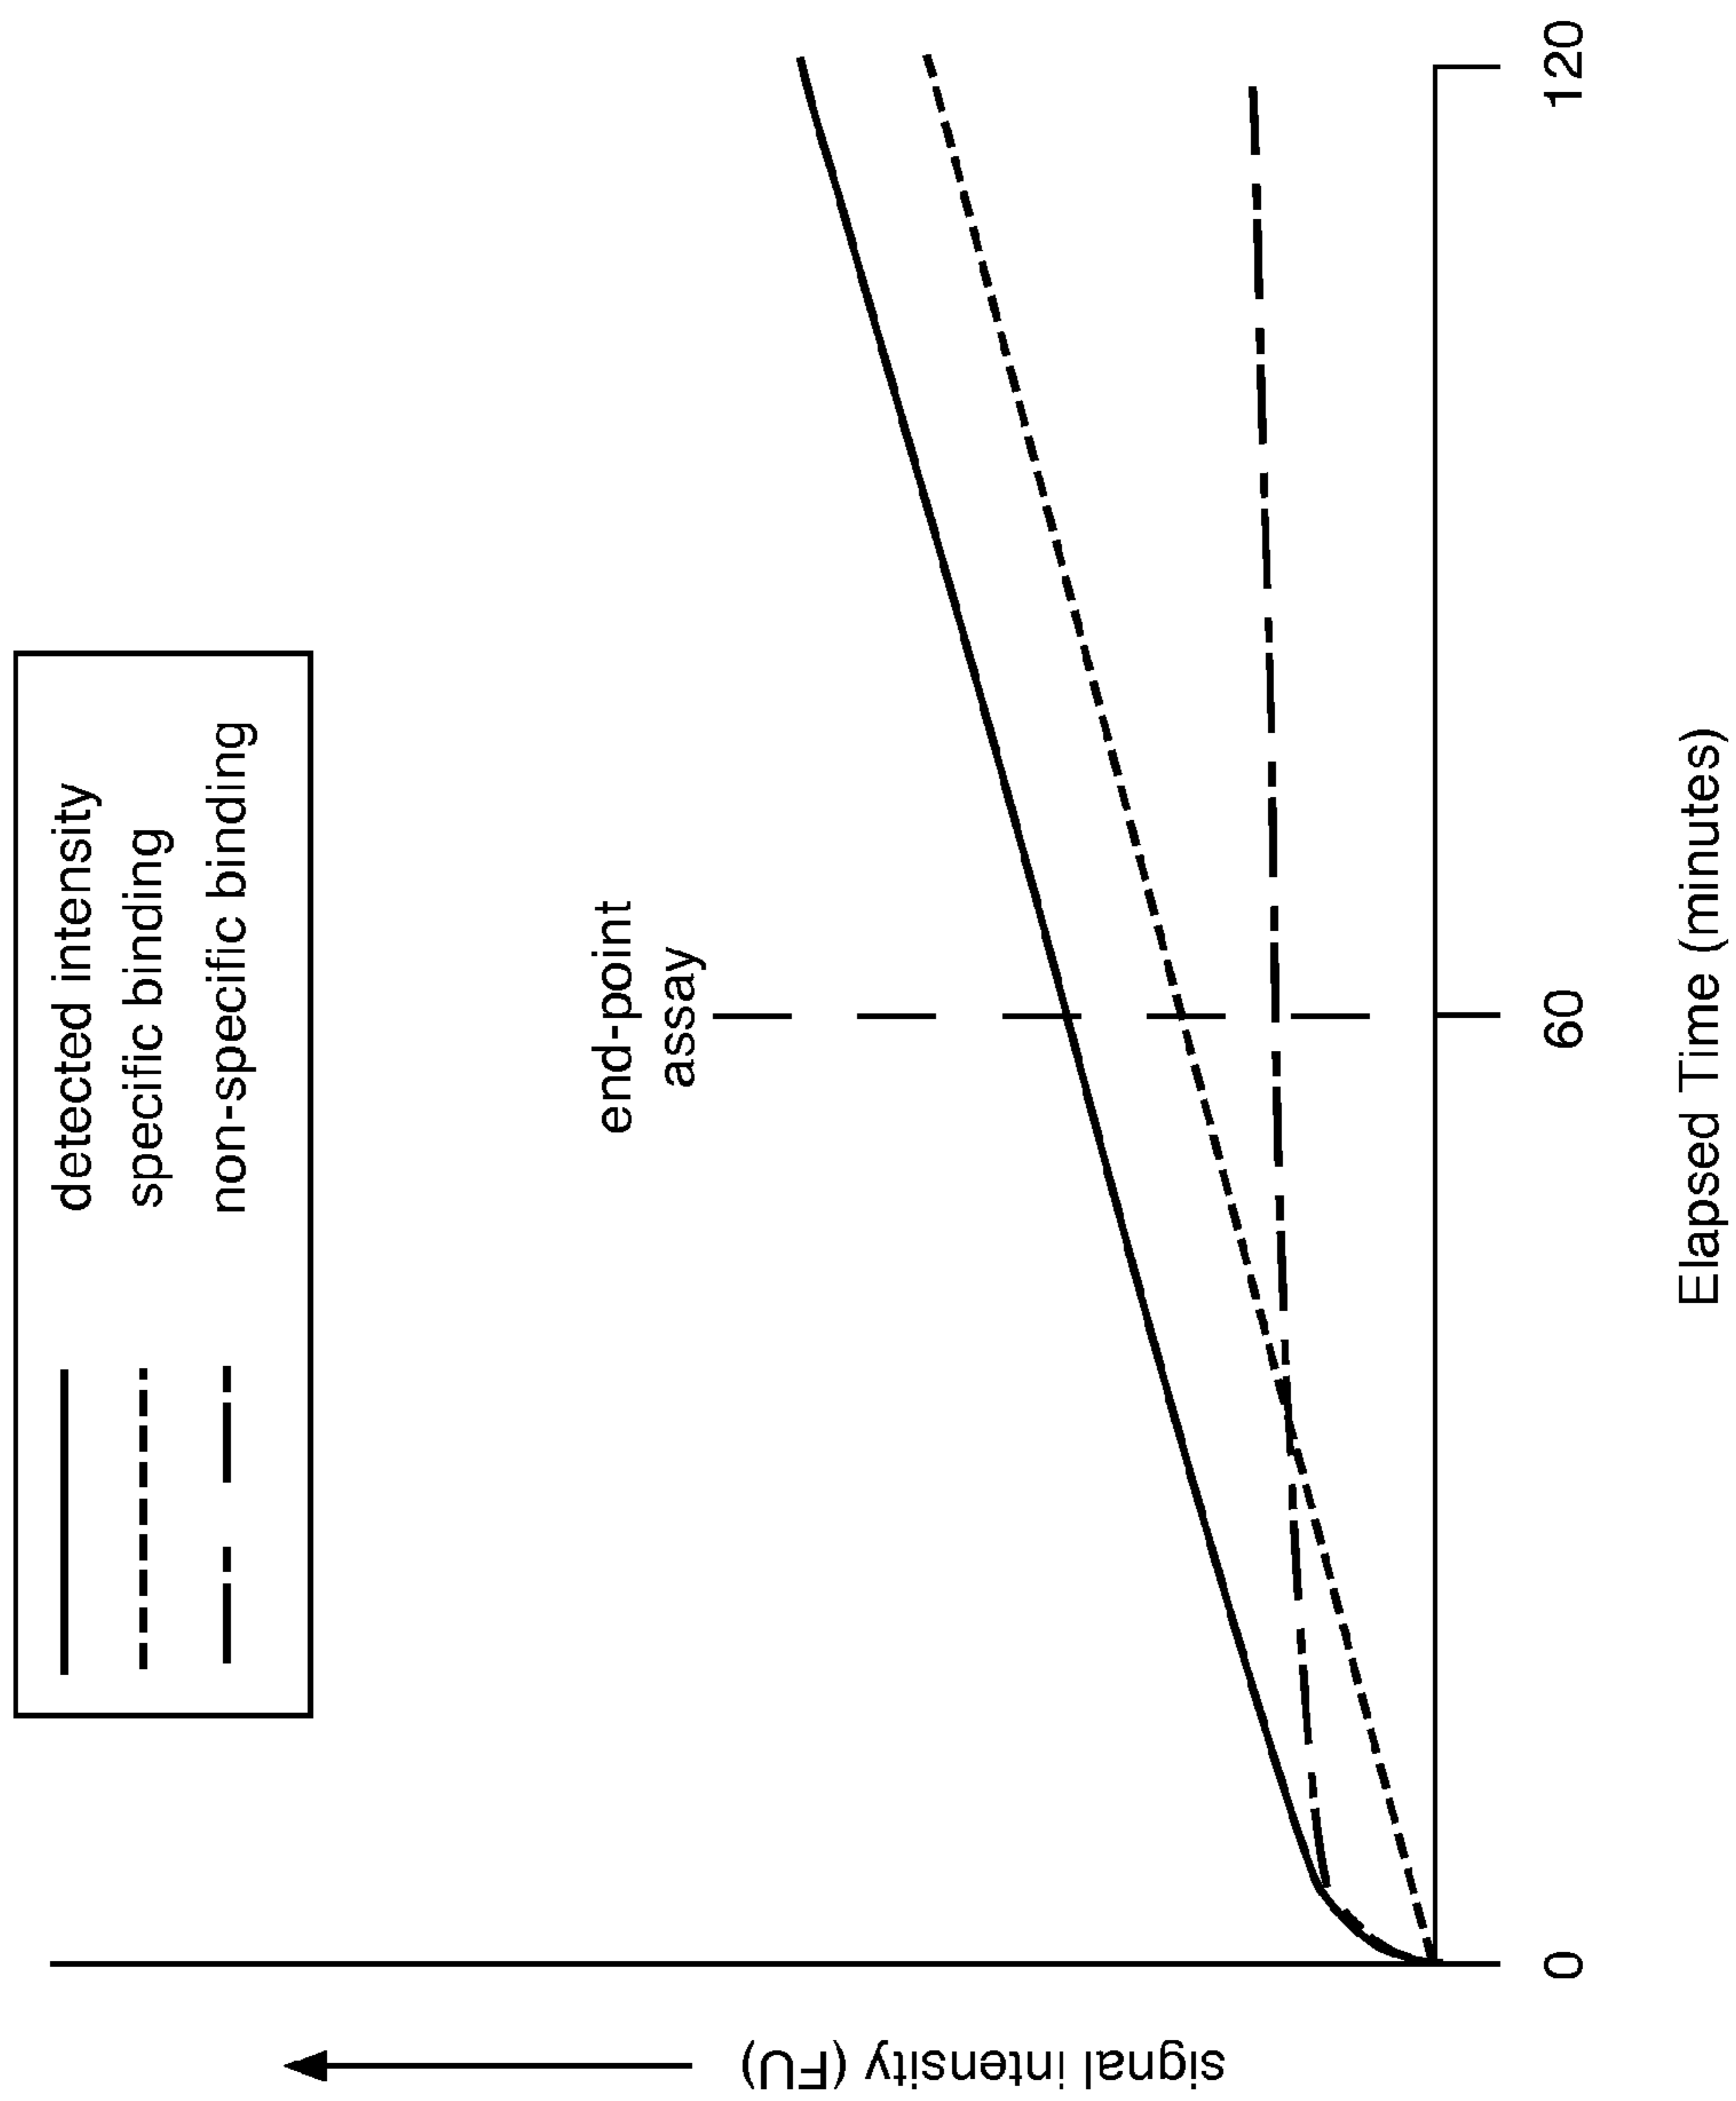 detected intensity
specific binding
non-specific binding
end-point
assay
signal intensity (FU)
0
60
120
Elapsed Time (minutes)